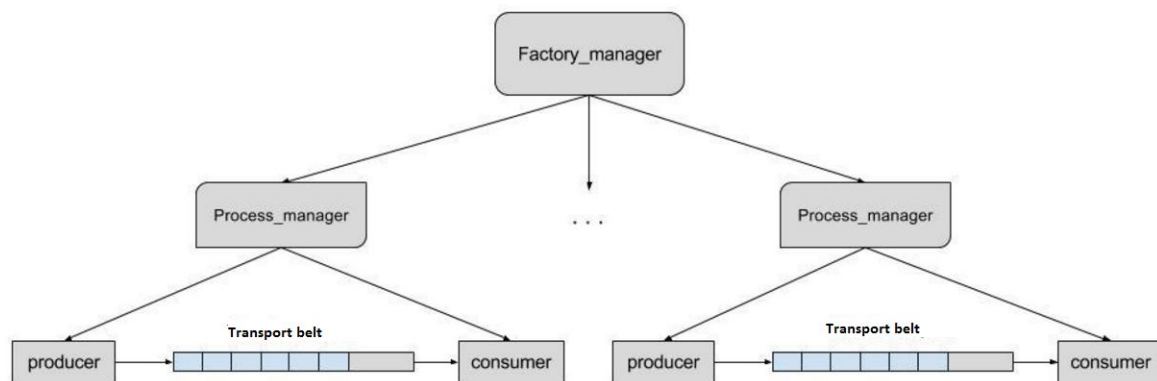 Factory_manager
Process_manager
. . .
Process_manager
Transport belt
Transport belt
producer
consumer
producer
consumer